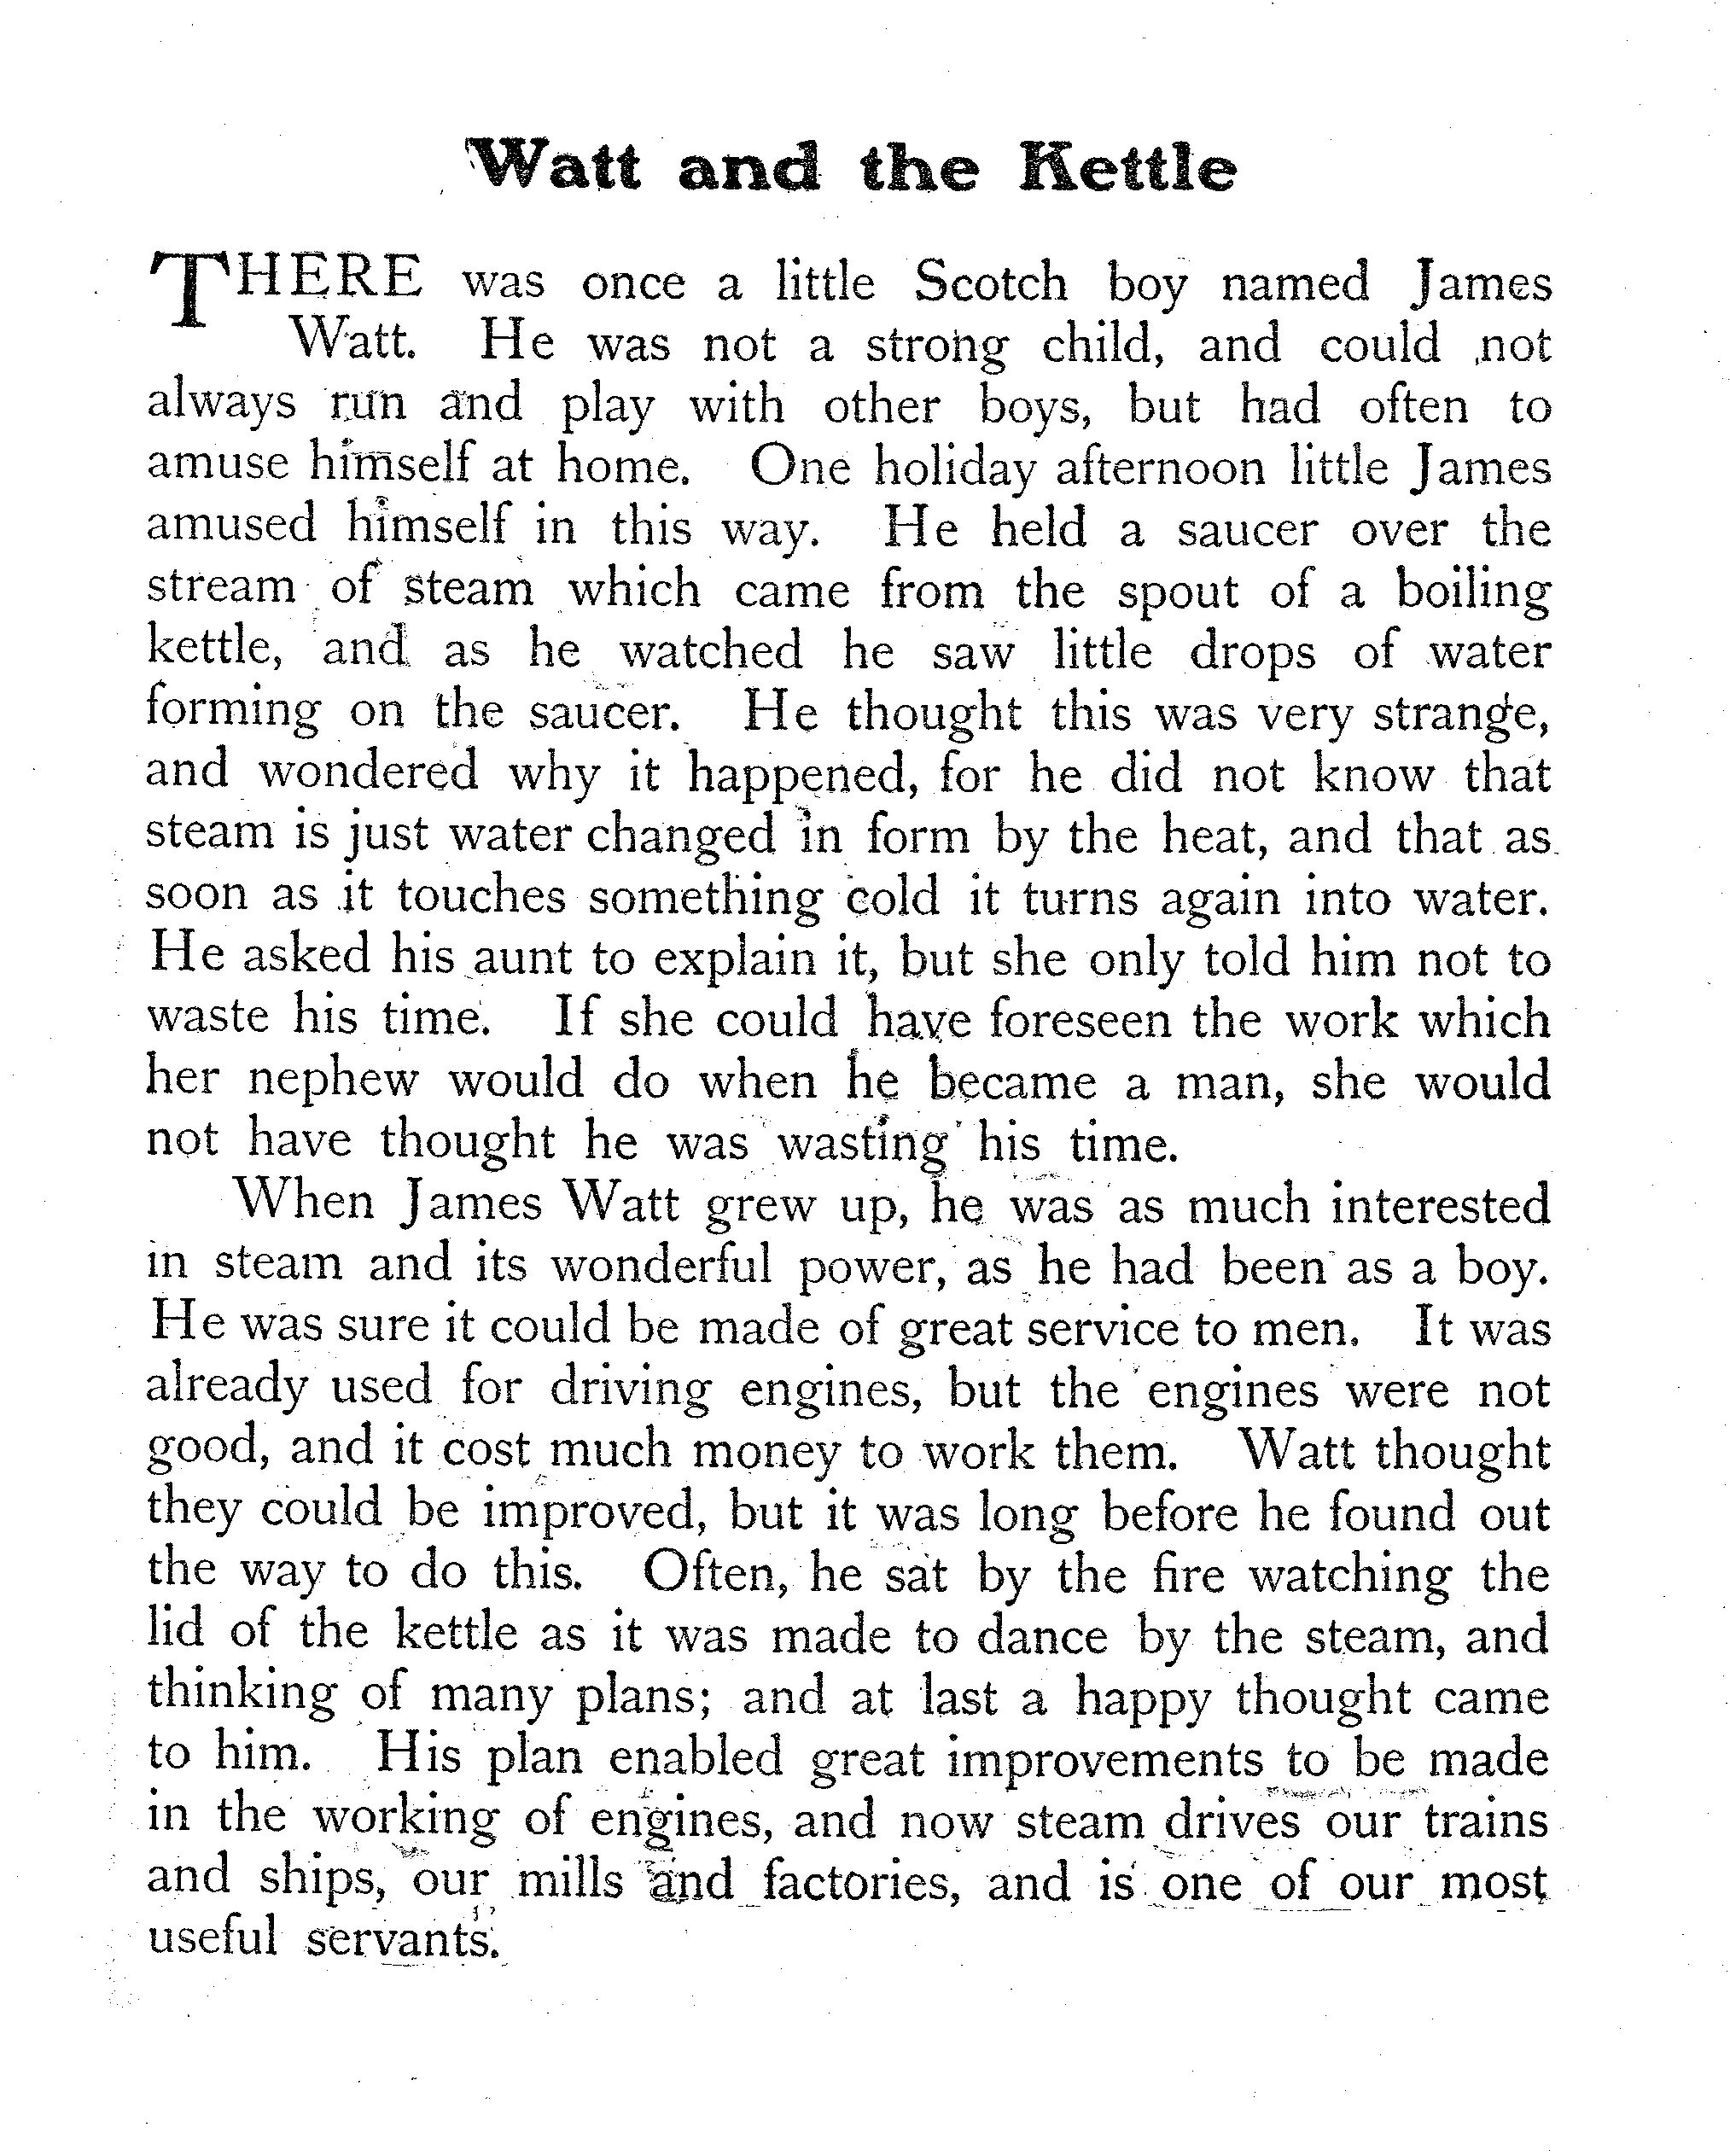 Watt and the Kettle
THERE was once a little Scotch boy named James
Watt. He was not a strong child, and could not
always run and play with other boys, but had often to
amuse himself at home. One holiday afternoon little James
amused himself in this way. He held a saucer over the
stream of steam which came from the spout of a boiling
kettle, and as he watched he saw little drops of water
forming on the saucer. He thought this was very strange,
and wondered why it happened, for he did not know that
steam is just water changed in form by the heat, and that as
soon as it touches something cold it turns again into water.
He asked his aunt to explain it, but she only told him not to
waste his time. If she could have foreseen the work which
her nephew would do when he became a man, she would
not have thought he was wasting his time.
When James Watt grew up, he was as much interested
in steam and its wonderful power, as he had been as a boy.
He was sure it could be made of great service to men. It was
already used for driving engines, but the engines were not
good, and it cost much money to work them. Watt thought
they could be improved, but it was long before he found out
the way to do this. Often, he sat by the fire watching the
lid of the kettle as it was made to dance by the steam, and
thinking of many plans; and at last a happy thought came
to him. His plan enabled great improvements to be made
in the working of engines, and now steam drives our trains
and ships, our mills and factories, and is one of our most
useful servants.